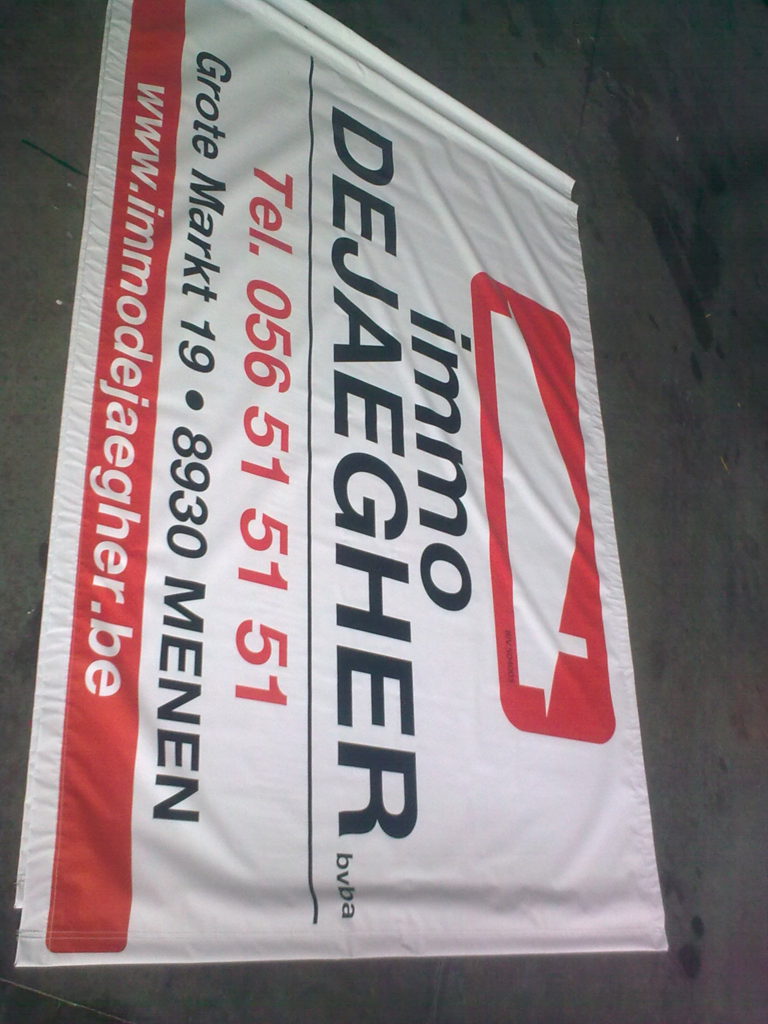 immo
DEJAEGHER bvba
Tel. 056 51 51 51
Grote Markt 19 • 8930 MENEN
www.immodejaegher.be